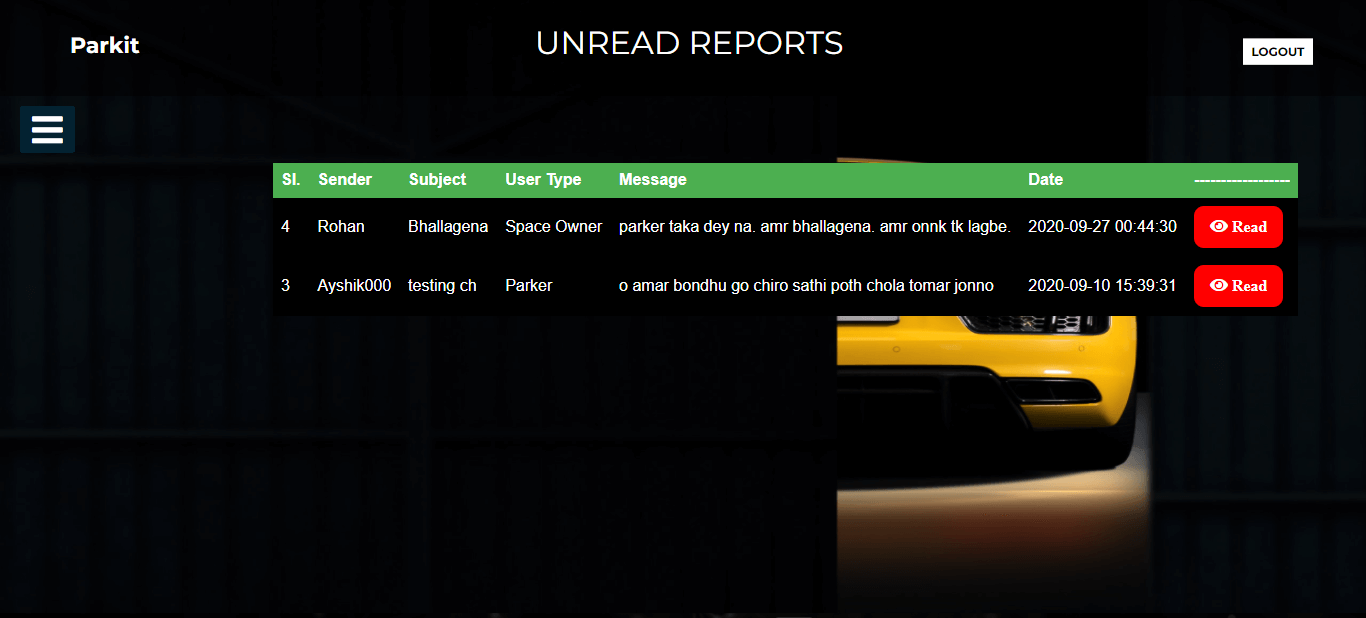 Parkit
UNREAD REPORTS
LOGOUT
Sl. Sender Subject User Type Message Date ------------------
4 Rohan Bhallagena Space Owner parker taka dey na. amr bhallagena. amr onnk tk lagbe. 2020-09-27 00:44:30 Read
3 Ayshik000 testing ch Parker o amar bondhu go chiro sathi poth chola tomar jonno 2020-09-10 15:39:31 Read